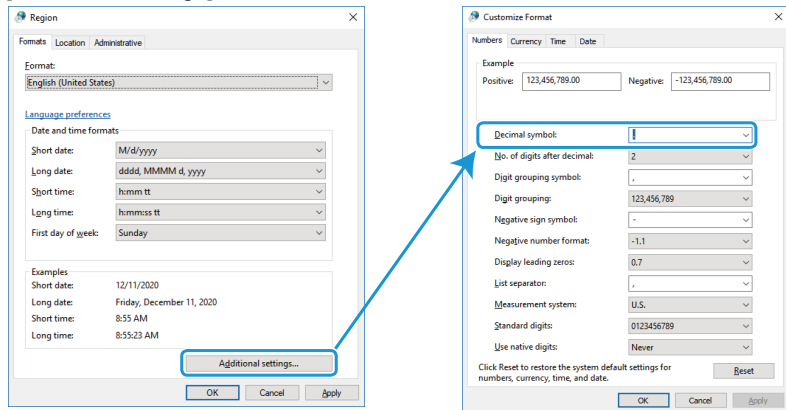 Region
Formats Location Administrative
Format:
English (United States)
Language preferences
Date and time formats
Short date: M/d/yyyy
Long date: dddd, MMMM d, yyyy
Short time: h:mm tt
Long time: h:mm:ss tt
First day of week: Sunday
Examples
Short date: 12/11/2020
Long date: Friday, December 11, 2020
Short time: 8:55 AM
Long time: 8:55:23 AM
Additional settings...
OK Cancel Apply
Customize Format
Numbers Currency Time Date
Example
Positive: 123,456,789.00 Negative: -123,456,789.00
Decimal symbol: .
No. of digits after decimal: 2
Digit grouping symbol: ,
Digit grouping: 123,456,789
Negative sign symbol: -
Negative number format: -1.1
Display leading zeros: 0.7
List separator: ,
Measurement system: U.S.
Standard digits: 0123456789
Use native digits: Never
Click Reset to restore the system default settings for
numbers, currency, time, and date.
Reset
OK Cancel Apply